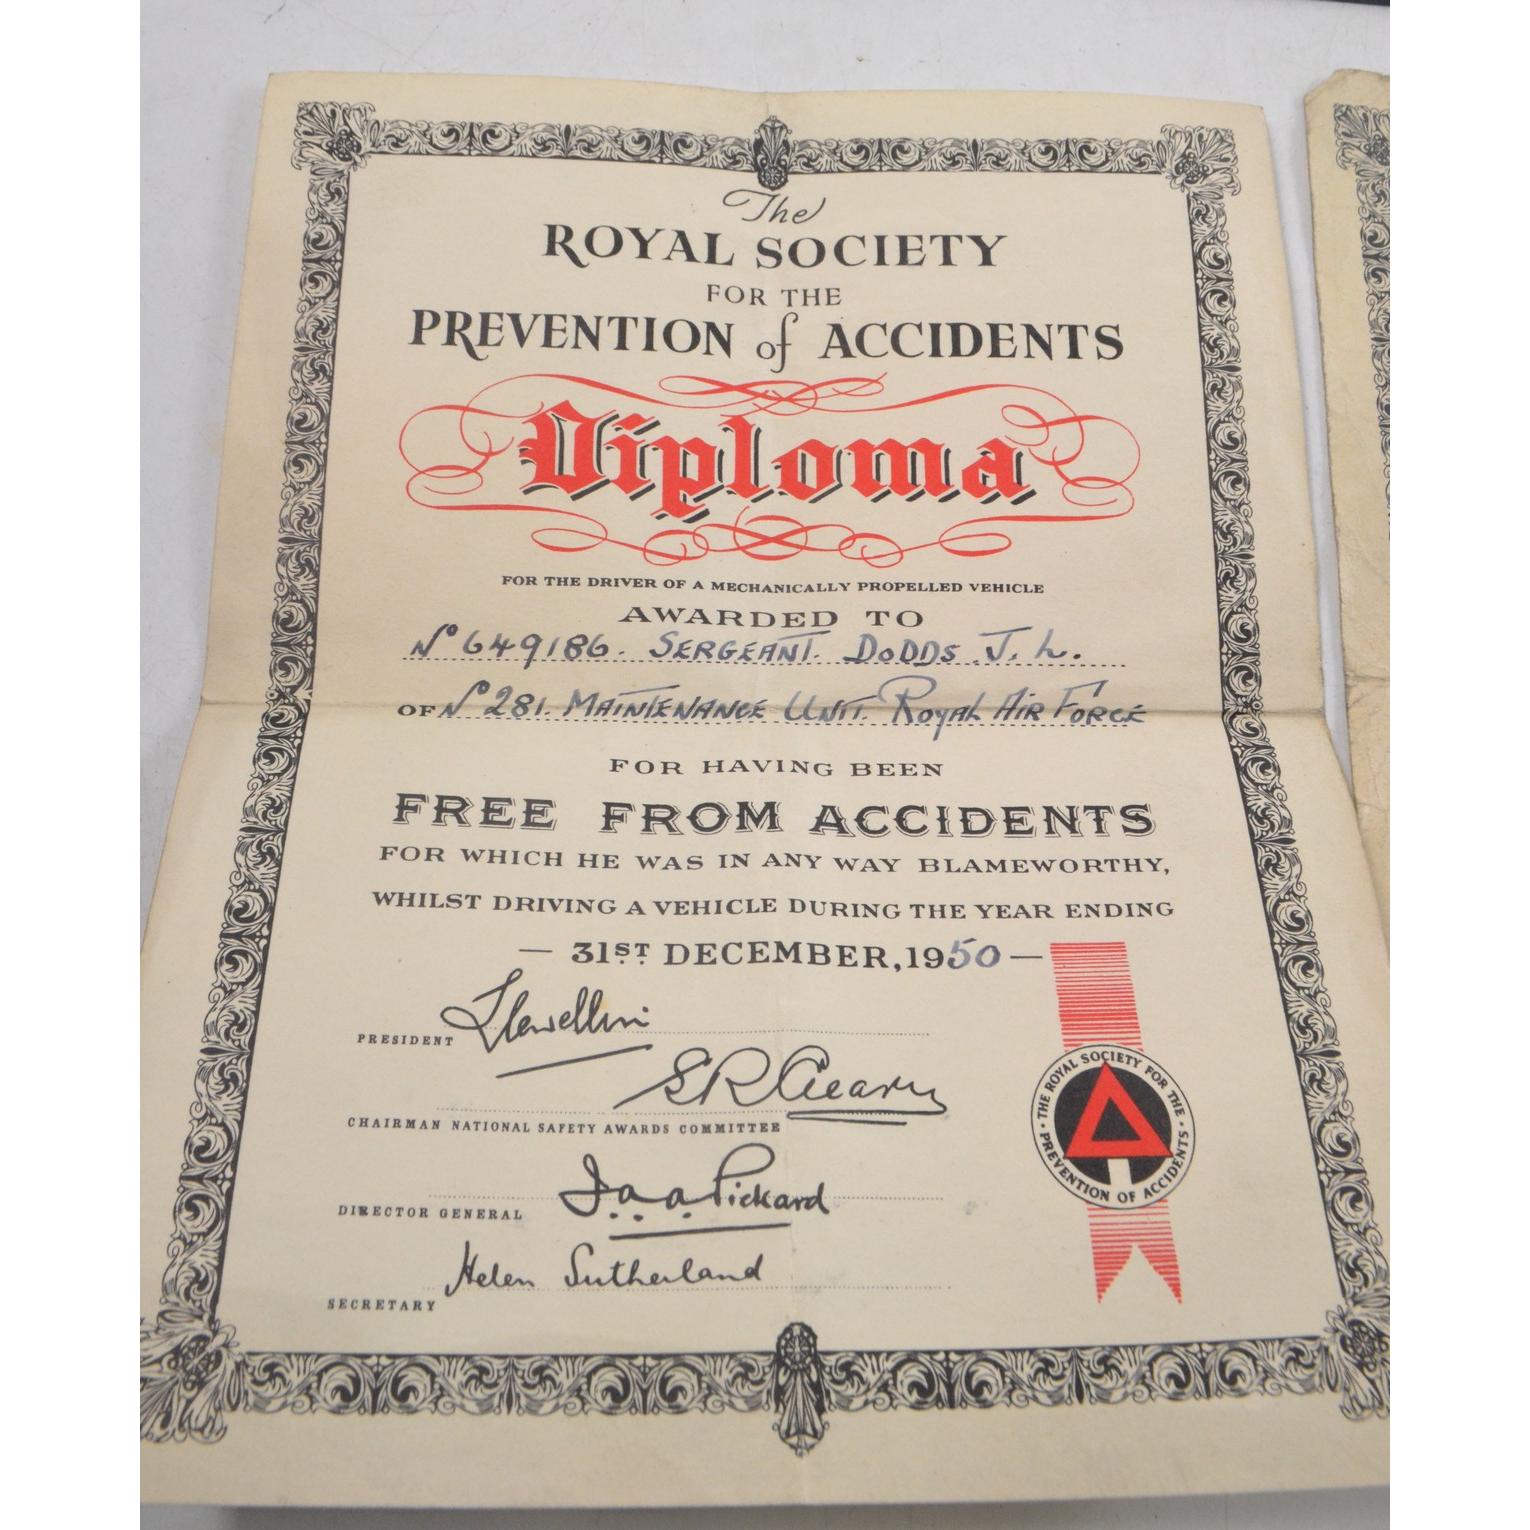 The
ROYAL SOCIETY
FOR THE
PREVENTION of ACCIDENTS
Diploma
FOR THE DRIVER OF A MECHANICALLY PROPELLED VEHICLE
AWARDED TO
No 649186. SERGEANT. DODDS. J. L.
OF No 281. MAINTENANCE UNIT. ROYAL AIR FORCE
FOR HAVING BEEN
FREE FROM ACCIDENTS
FOR WHICH HE WAS IN ANY WAY BLAMEWORTHY,
WHILST DRIVING A VEHICLE DURING THE YEAR ENDING
— 31ST DECEMBER, 1950 —
PRESIDENT Llewellin
CHAIRMAN NATIONAL SAFETY AWARDS COMMITTEE
DIRECTOR GENERAL J.a.a. Pickard
SECRETARY Helen Sutherland
THE ROYAL SOCIETY FOR THE · PREVENTION OF ACCIDENTS ·